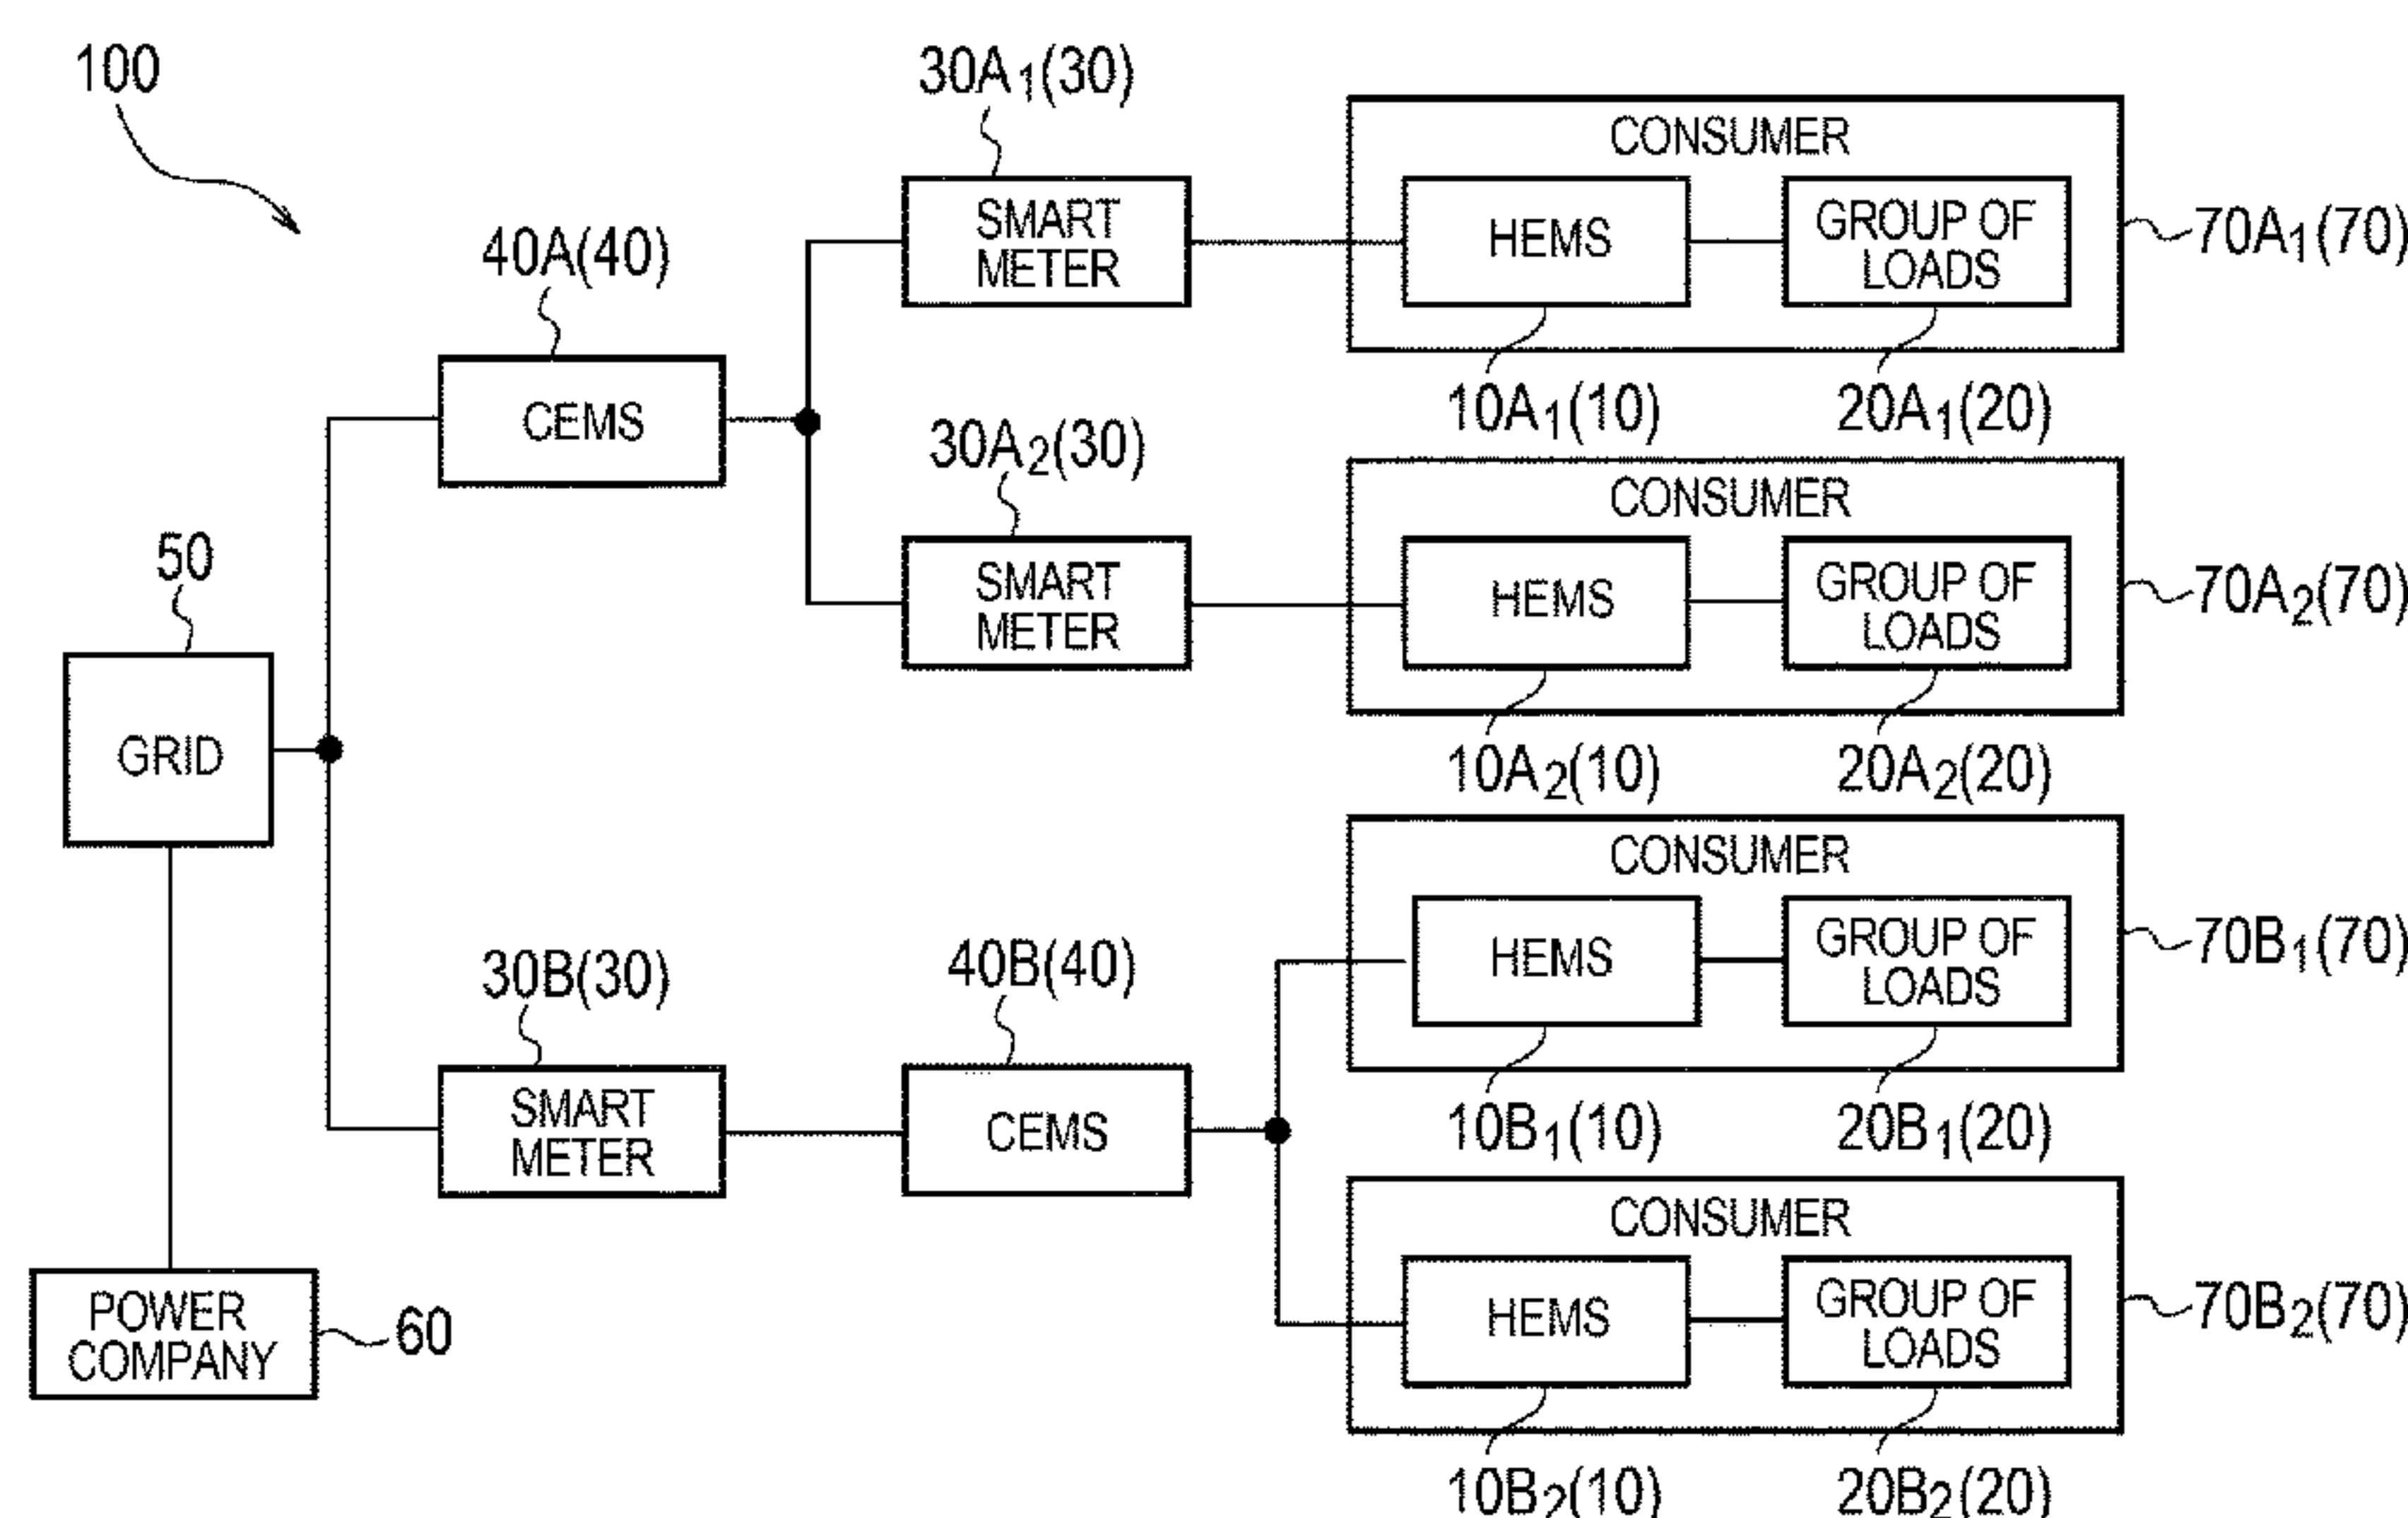 100
30A1(30)
CONSUMER
SMART
METER
HEMS
GROUP OF
LOADS
70A1(70)
40A(40)
10A1(10)
20A1(20)
CEMS
30A2(30)
CONSUMER
SMART
METER
HEMS
GROUP OF
LOADS
70A2(70)
50
10A2(10)
20A2(20)
GRID
CONSUMER
HEMS
GROUP OF
LOADS
70B1(70)
30B(30)
40B(40)
SMART
METER
CEMS
10B1(10)
20B1(20)
CONSUMER
HEMS
GROUP OF
LOADS
70B2(70)
POWER
COMPANY
60
10B2(10)
20B2(20)